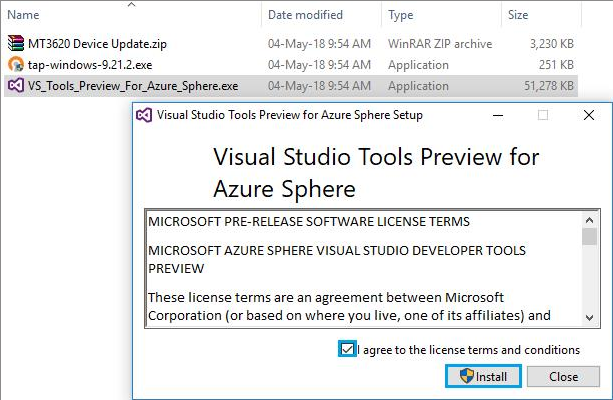 Name Date modified Type Size
MT3620 Device Update.zip 04-May-18 9:54 AM WinRAR ZIP archive 3,230 KB
tap-windows-9.21.2.exe 04-May-18 9:54 AM Application 251 KB
VS_Tools_Preview_For_Azure_Sphere.exe 04-May-18 9:54 AM Application 51,278 KB
Visual Studio Tools Preview for Azure Sphere Setup
Visual Studio Tools Preview for
Azure Sphere
MICROSOFT PRE-RELEASE SOFTWARE LICENSE TERMS
MICROSOFT AZURE SPHERE VISUAL STUDIO DEVELOPER TOOLS
PREVIEW
These license terms are an agreement between Microsoft
Corporation (or based on where you live, one of its affiliates) and
I agree to the license terms and conditions
Install Close